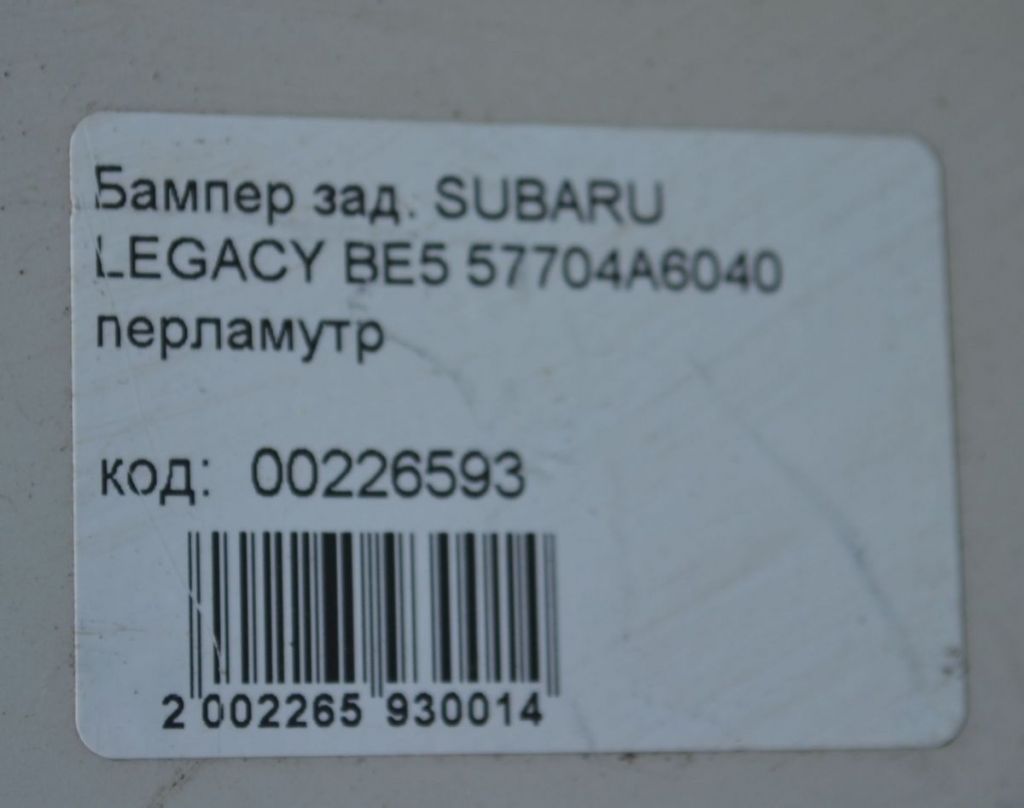 Бампер зад. SUBARU
LEGACY BE5 57704A6040
перламутр
код: 00226593
2 002265 930014